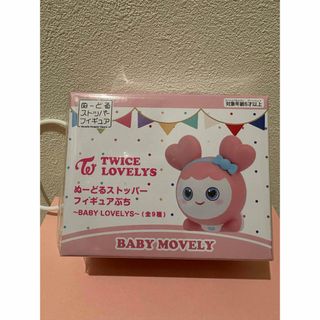 ぬーどる
ストッパー
フィギュア
対象年齢6才以上
TWICE
LOVELYS
ぬーどるストッパー
フィギュアぷち
~BABY LOVELYS~(全9種)
BABY MOVELY